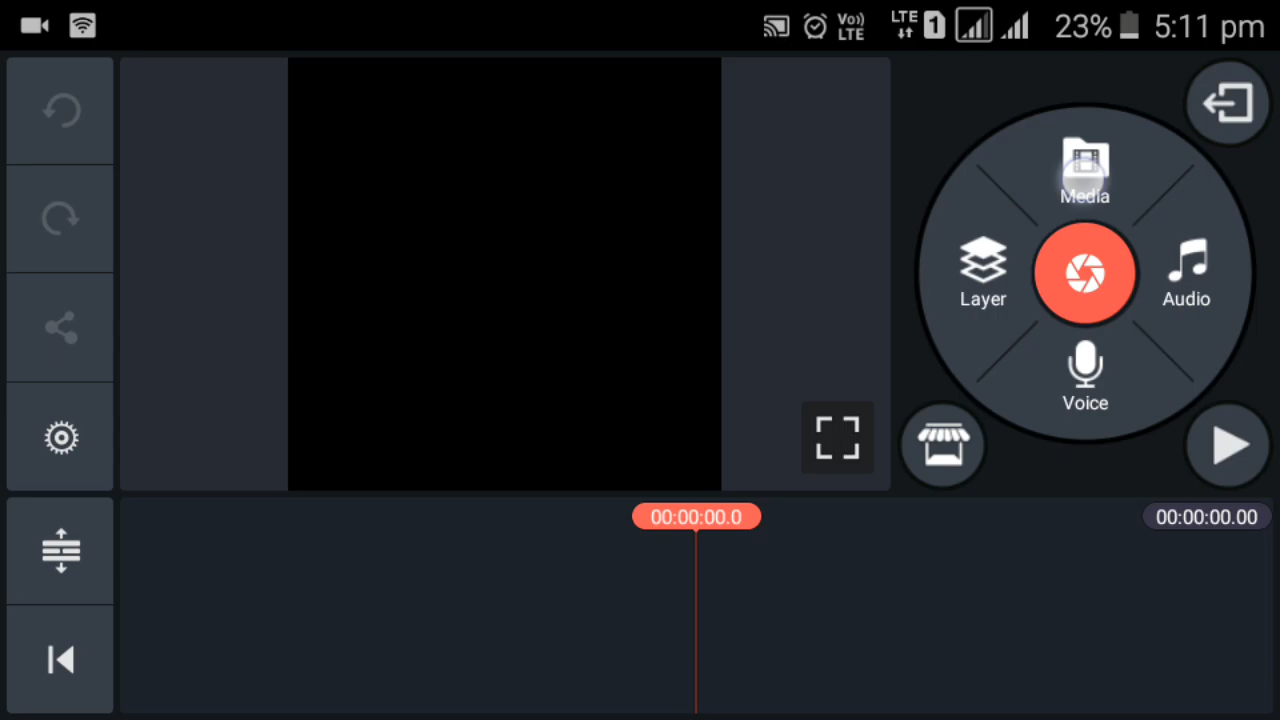 Vo)) LTE
LTE 1 23% 5:11 pm
Media
Layer
Audio
Voice
00:00:00.0
00:00:00.00